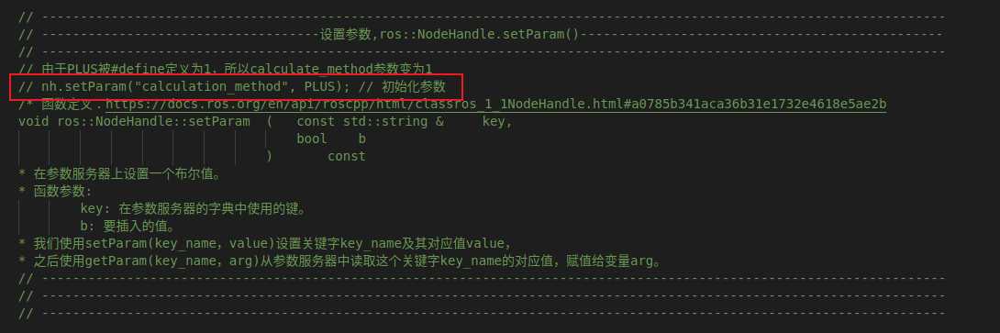 // ---------------------------------------------------------------------------------------------------------------------
// ------------------------------------设置参数,ros::NodeHandle.setParam()-----------------------------------------------
// ---------------------------------------------------------------------------------------------------------------------
// 由于PLUS被#define定义为1，所以calculate_method参数变为1
// nh.setParam("calculation_method", PLUS); // 初始化参数
/* 函数定义：https://docs.ros.org/en/api/roscpp/html/classros_1_1NodeHandle.html#a0785b341aca36b31e1732e4618e5ae2b
void ros::NodeHandle::setParam  (   const std::string &     key,
bool    b
)       const
* 在参数服务器上设置一个布尔值。
* 函数参数:
key: 在参数服务器的字典中使用的键。
b: 要插入的值。
* 我们使用setParam(key_name，value)设置关键字key_name及其对应值value，
* 之后使用getParam(key_name，arg)从参数服务器中读取这个关键字key_name的对应值，赋值给变量arg。
// ---------------------------------------------------------------------------------------------------------------------
// ---------------------------------------------------------------------------------------------------------------------
// ---------------------------------------------------------------------------------------------------------------------